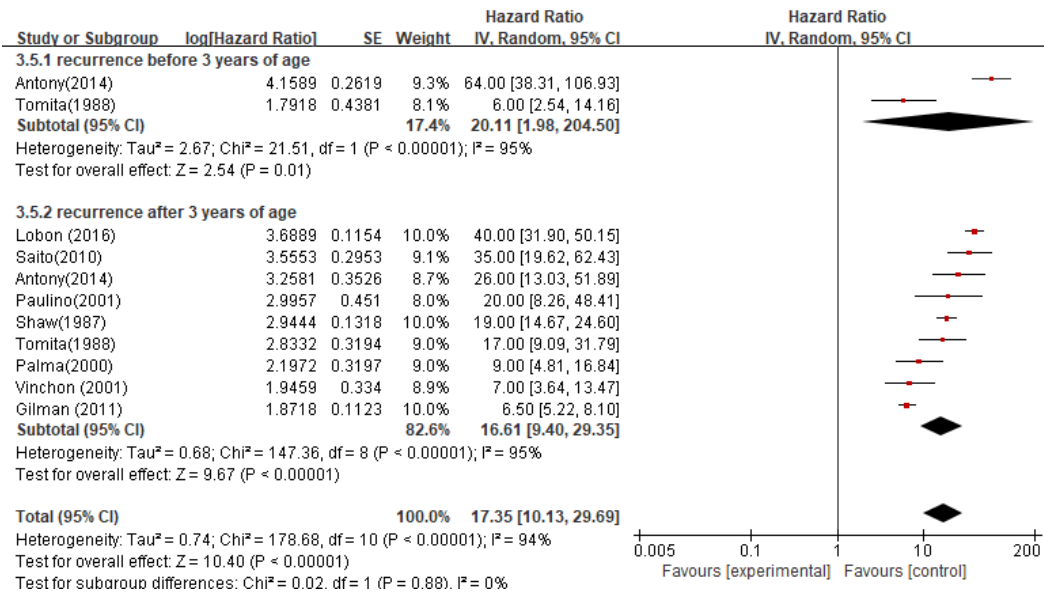 Hazard Ratio Hazard Ratio
Study or Subgroup log[Hazard Ratio] SE Weight IV, Random, 95% CI IV, Random, 95% CI
3.5.1 recurrence before 3 years of age
Antony(2014) 4.1589 0.2619 9.3% 64.00 [38.31, 106.93]
Tomita(1988) 1.7918 0.4381 8.1% 6.00 [2.54, 14.16]
Subtotal (95% CI) 17.4% 20.11 [1.98, 204.50]
Heterogeneity: Tau² = 2.67; Chi² = 21.51, df = 1 (P < 0.00001); I² = 95%
Test for overall effect: Z = 2.54 (P = 0.01)
3.5.2 recurrence after 3 years of age
Lobon (2016) 3.6889 0.1154 10.0% 40.00 [31.90, 50.15]
Saito(2010) 3.5553 0.2953 9.1% 35.00 [19.62, 62.43]
Antony(2014) 3.2581 0.3526 8.7% 26.00 [13.03, 51.89]
Paulino(2001) 2.9957 0.451 8.0% 20.00 [8.26, 48.41]
Shaw(1987) 2.9444 0.1318 10.0% 19.00 [14.67, 24.60]
Tomita(1988) 2.8332 0.3194 9.0% 17.00 [9.09, 31.79]
Palma(2000) 2.1972 0.3197 9.0% 9.00 [4.81, 16.84]
Vinchon (2001) 1.9459 0.334 8.9% 7.00 [3.64, 13.47]
Gilman (2011) 1.8718 0.1123 10.0% 6.50 [5.22, 8.10]
Subtotal (95% CI) 82.6% 16.61 [9.40, 29.35]
Heterogeneity: Tau² = 0.68; Chi² = 147.36, df = 8 (P < 0.00001); I² = 95%
Test for overall effect: Z = 9.67 (P < 0.00001)
Total (95% CI) 100.0% 17.35 [10.13, 29.69]
Heterogeneity: Tau² = 0.74; Chi² = 178.68, df = 10 (P < 0.00001); I² = 94%
Test for overall effect: Z = 10.40 (P < 0.00001)
Test for subgroup differences: Chi² = 0.02, df = 1 (P = 0.88), I² = 0%
0.005 0.1 1 10 200
Favours [experimental] Favours [control]